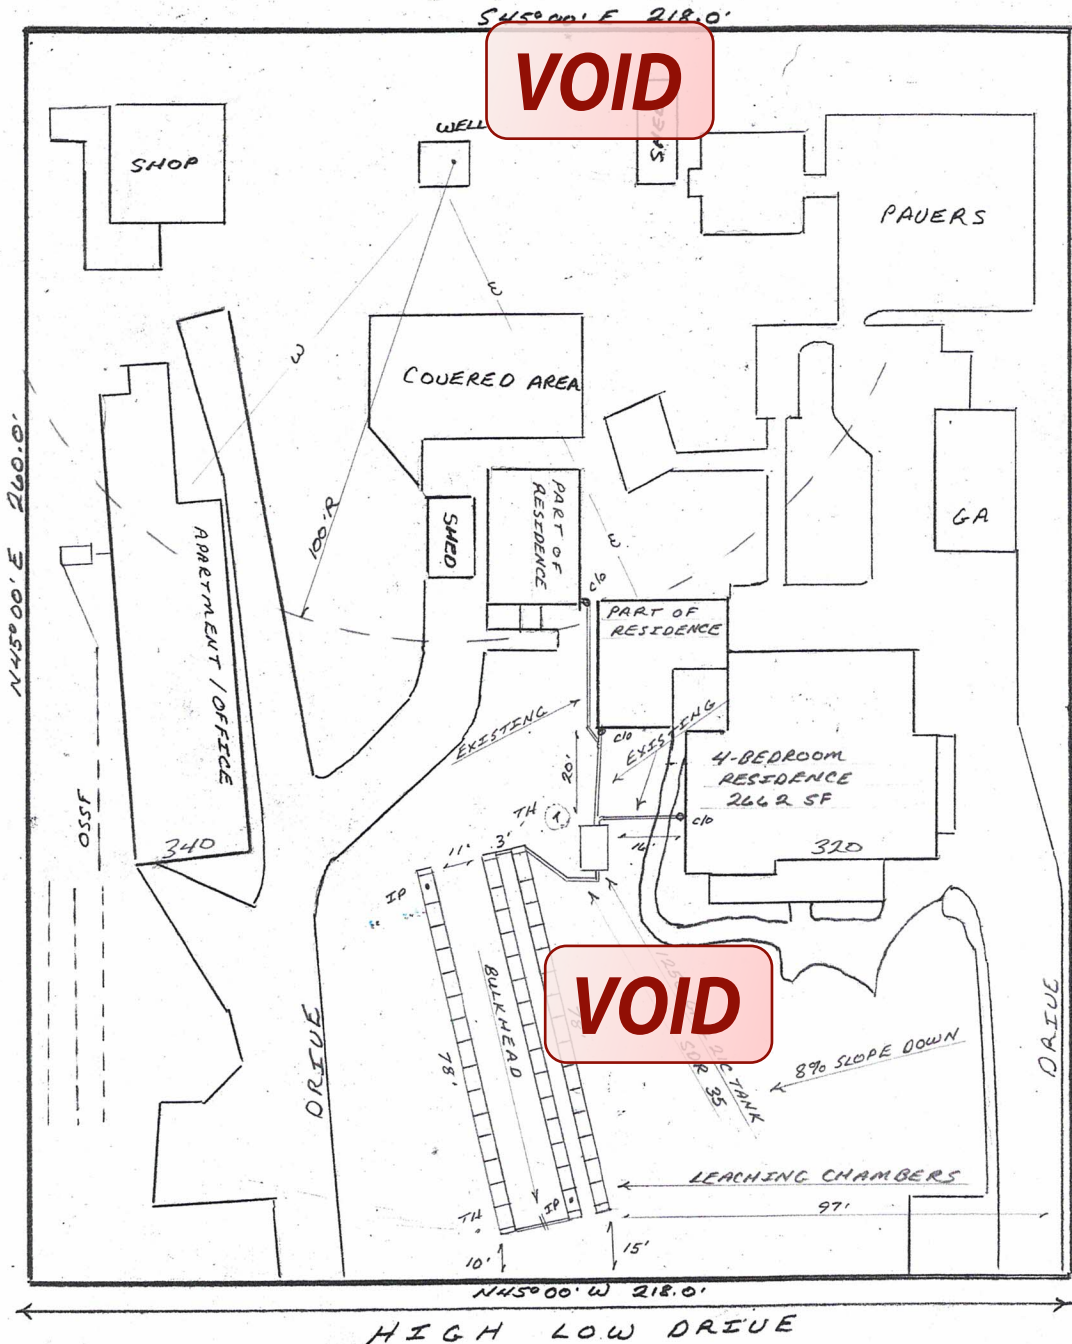 S45°00' E 218.0'
VOID
WELL
SHOP
PAVERS
W
W
COVERED AREA
N45°00' E 260.0'
100'R
SHED
PART OF
RESIDENCE
GA
W
APARTMENT / OFFICE
C/O
PART OF
RESIDENCE
EXISTING
EXISTING
C/O
4-BEDROOM
RESIDENCE
2662 SF
20'
TH
1
C/O
OSSF
340
320
11'
3'
IP
BULKHEAD
VOID
TANK
SDR 35
78'
DRIVE
DRIVE
8% SLOPE DOWN
LEACHING CHAMBERS
97'
TH
IP
10'
15'
N45°00' W 218.0'
HIGH LOW DRIVE